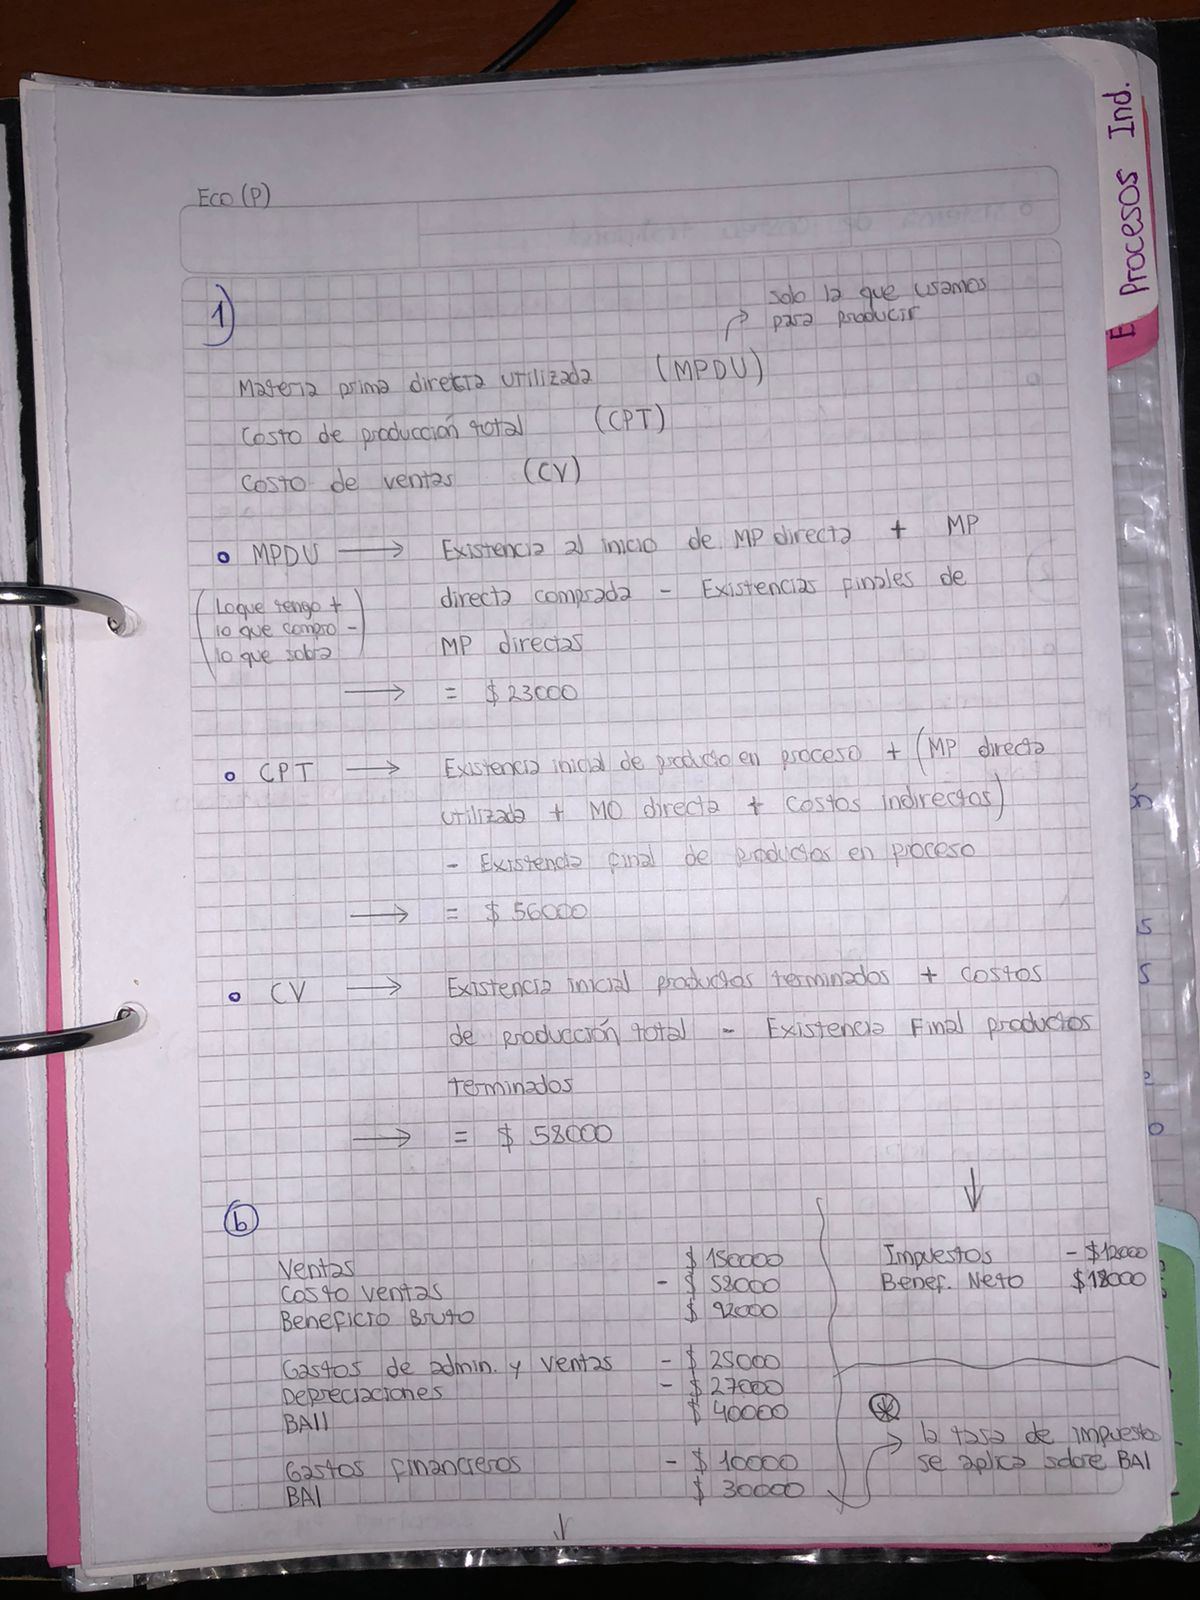 Procesos Ind.
E
Eco (P)
1)
solo la que usamos
para producir
Materia prima directa utilizada (MPDU)
Costo de producción total (CPT)
Costo de ventas (CV)
MPDU → Existencia al inicio de MP directa + MP
directa comprada - Existencias finales de
MP directas
(Lo que tengo +
lo que compro -
lo que sobra)
→ = $ 23000
CPT → Existencia inicial de producto en proceso + (MP directa
utilizada + MO directa + costos indirectos)
- Existencia final de productos en proceso
→ = $ 56000
CV → Existencia inicial productos terminados + costos
de producción total - Existencia Final productos
terminados
→ = $ 58000
b
Ventas $ 150000
Costo ventas - $ 58000
Beneficio Bruto $ 92000
Gastos de admin. y ventas - $ 25000
Depreciaciones - $ 27000
BAII $ 40000
Gastos financieros - $ 10000
BAI $ 30000
↓
↓
Impuestos - $12000
Benef. Neto $18000
→ la tasa de impuesto
se aplica sobre BAI